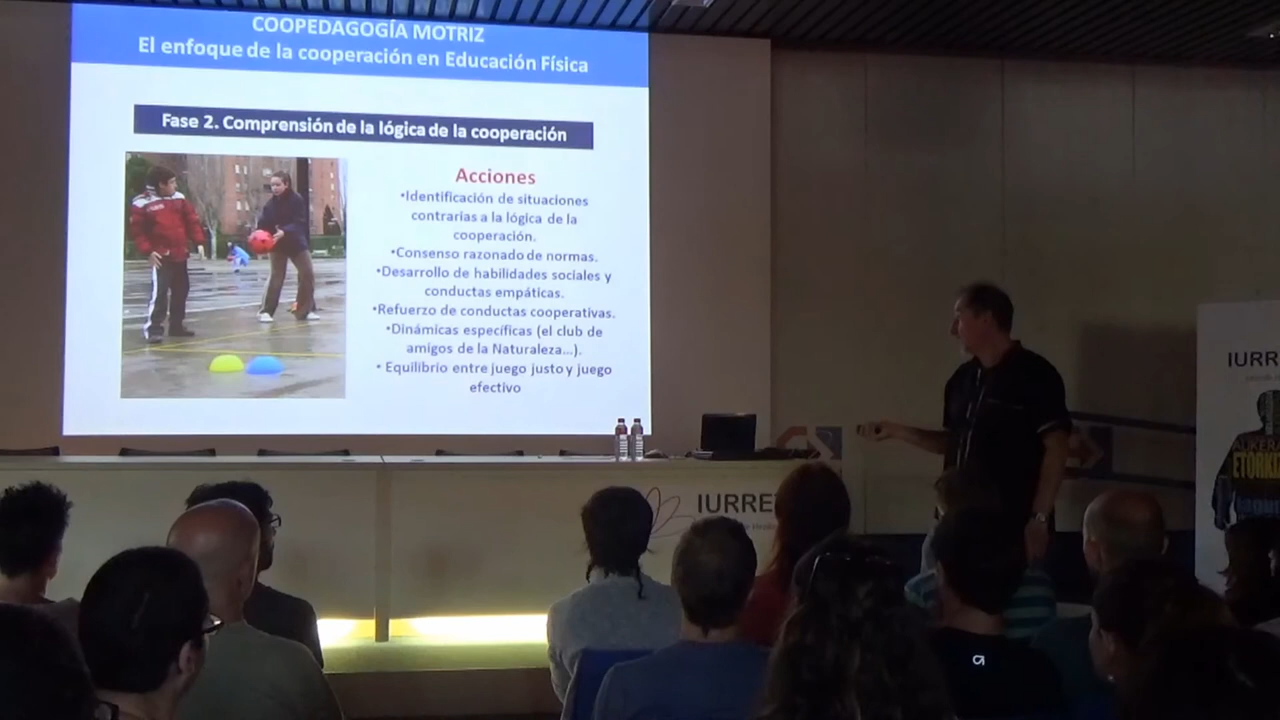 COOPEDAGOGÍA MOTRIZ
El enfoque de la cooperación en Educación Física
Fase 2. Comprensión de la lógica de la cooperación
Acciones
•Identificación de situaciones
contrarias a la lógica de la
cooperación.
•Consenso razonado de normas.
•Desarrollo de habilidades sociales y
conductas empáticas.
•Refuerzo de conductas cooperativas.
•Dinámicas específicas (el club de
amigos de la Naturaleza...).
• Equilibrio entre juego justo y juego
efectivo
IURRE
IURR